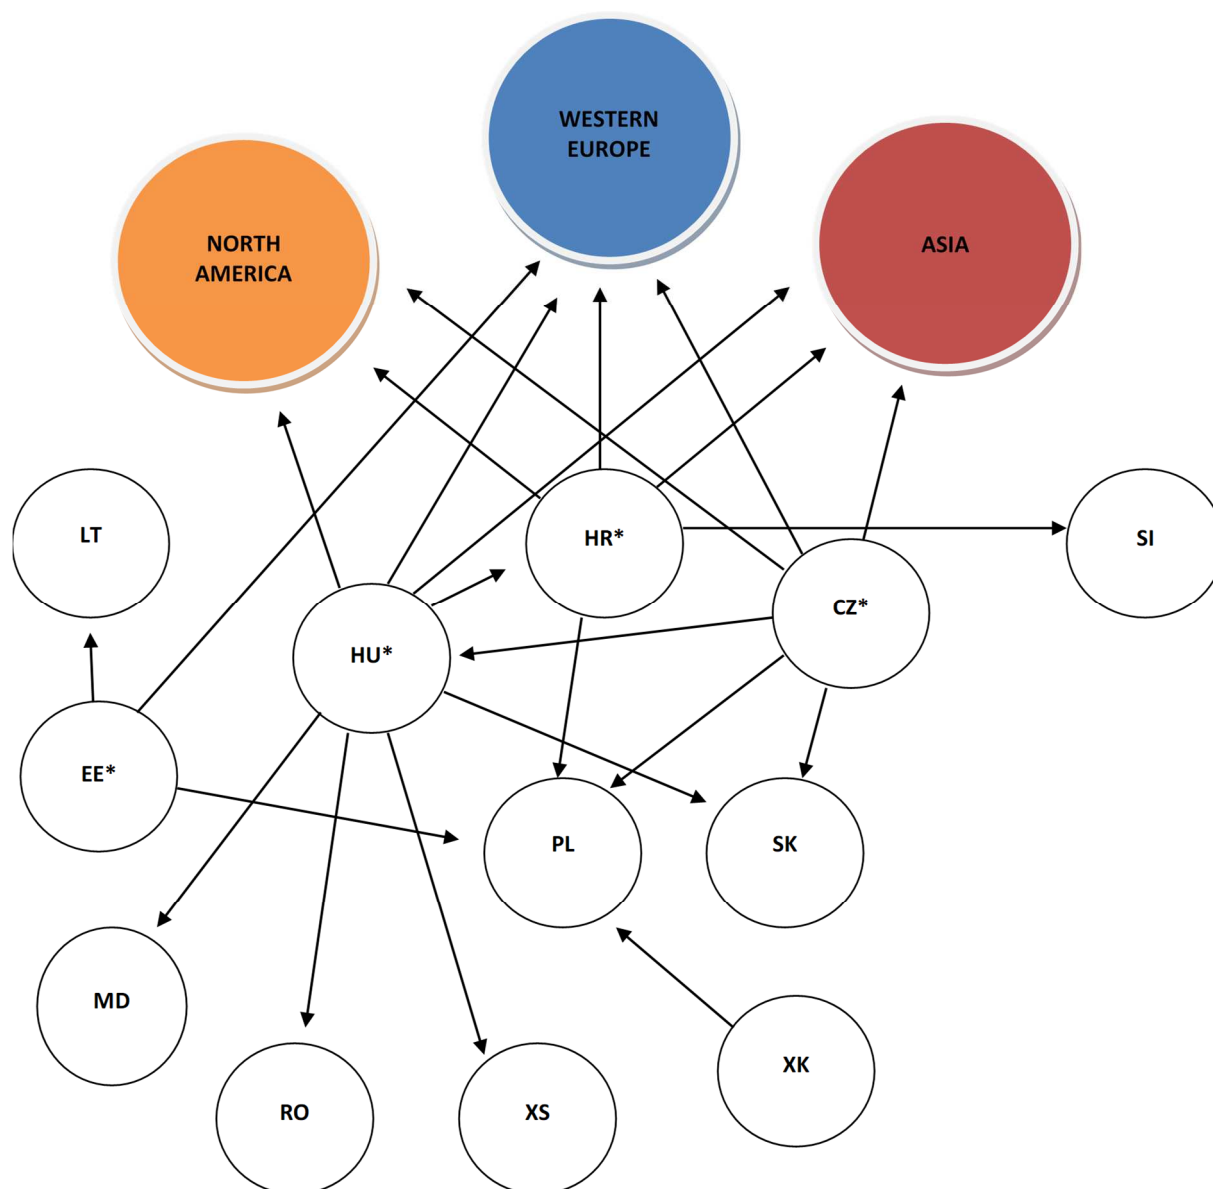 WESTERN
EUROPE
NORTH
AMERICA
ASIA
LT
HR*
SI
CZ*
HU*
EE*
PL
SK
MD
RO
XS
XK